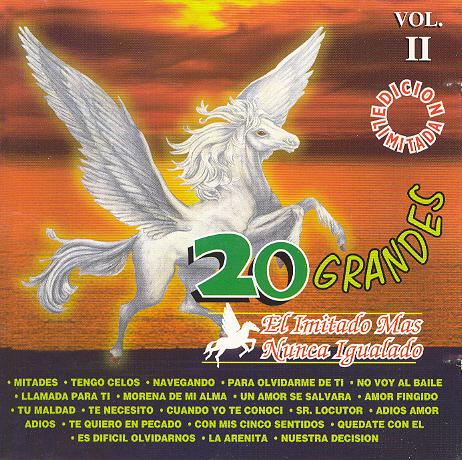 VOL.
II
EDICION
LIMITADA
20 GRANDES
El Imitado Mas
Nunca Igualado
• MITADES • TENGO CELOS • NAVEGANDO • PARA OLVIDARME DE TI • NO VOY AL BAILE
• LLAMADA PARA TI • MORENA DE MI ALMA • UN AMOR SE SALVARA • AMOR FINGIDO
• TU MALDAD • TE NECESITO • CUANDO YO TE CONOCI • SR. LOCUTOR • ADIOS AMOR
ADIOS • TE QUIERO EN PECADO • CON MIS CINCO SENTIDOS • QUEDATE CON EL
• ES DIFICIL OLVIDARNOS • LA ARENITA • NUESTRA DECISION